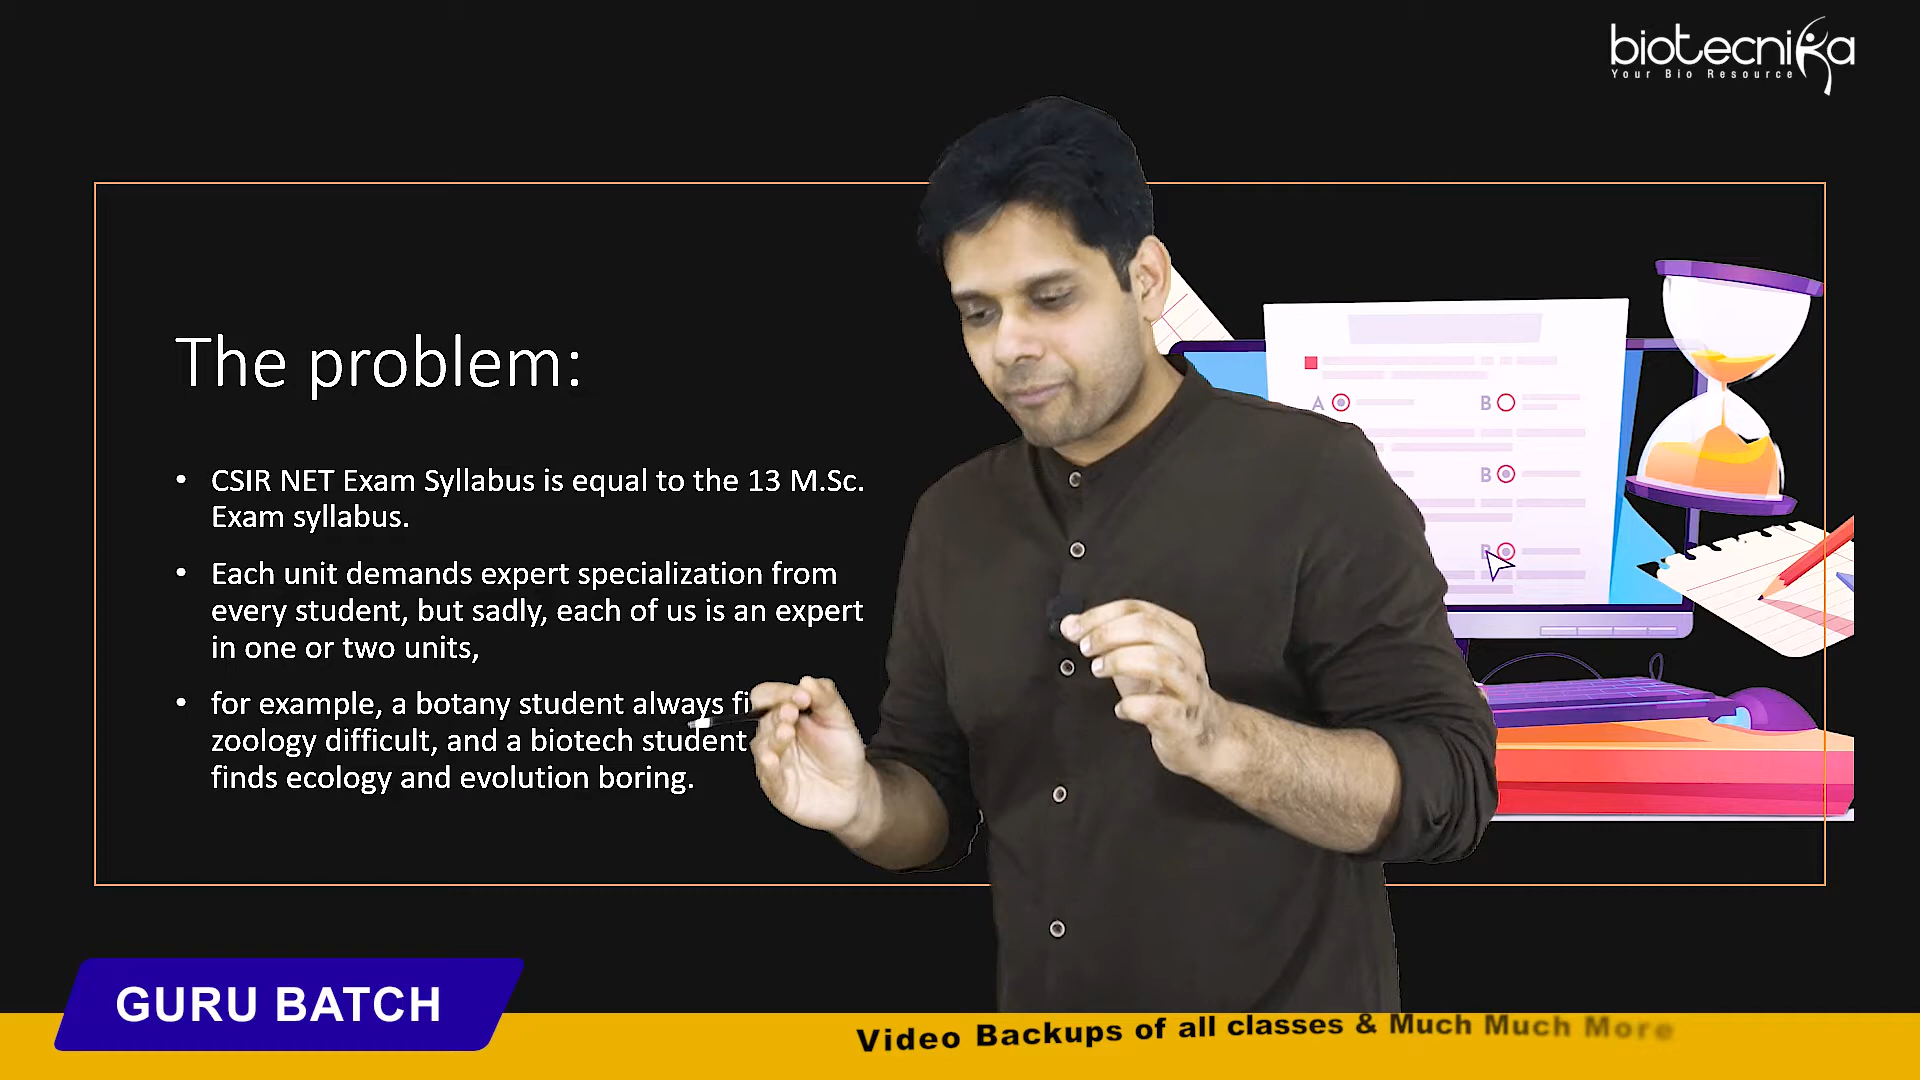 biotecnika
Your Bio Resource
The problem:
• CSIR NET Exam Syllabus is equal to the 13 M.Sc.
Exam syllabus.
• Each unit demands expert specialization from
every student, but sadly, each of us is an expert
in one or two units,
• for example, a botany student always
zoology difficult, and a biotech student
finds ecology and evolution boring.
A
B
B
B
GURU BATCH
Video Backups of all classes & Much Much More